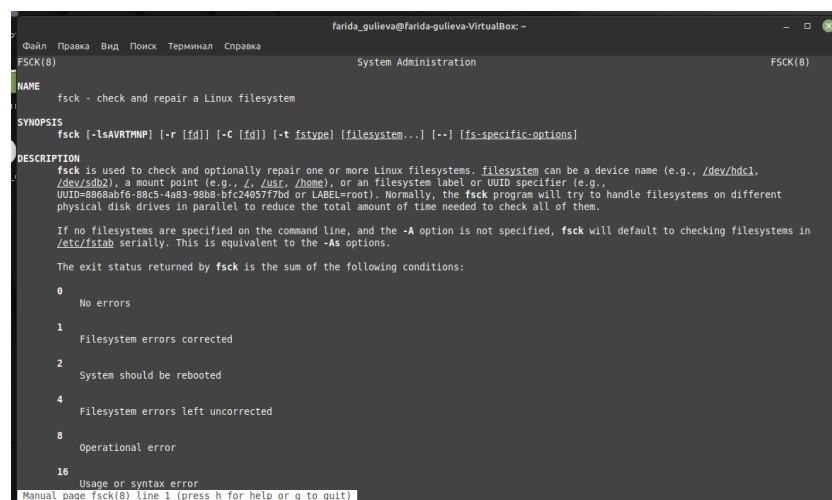 farida_gulieva@farida-gulieva-VirtualBox: ~
Файл Правка Вид Поиск Терминал Справка
FSCK(8) System Administration FSCK(8)
NAME
fsck - check and repair a Linux filesystem
SYNOPSIS
fsck [-lsAVRTMNP] [-r [fd]] [-C [fd]] [-t fstype] [filesystem...] [--] [fs-specific-options]
DESCRIPTION
fsck is used to check and optionally repair one or more Linux filesystems. filesystem can be a device name (e.g., /dev/hdc1,
/dev/sdb2), a mount point (e.g., /, /usr, /home), or an filesystem label or UUID specifier (e.g.,
UUID=8868abf6-88c5-4a83-98b8-bfc24057f7bd or LABEL=root). Normally, the fsck program will try to handle filesystems on different
physical disk drives in parallel to reduce the total amount of time needed to check all of them.
If no filesystems are specified on the command line, and the -A option is not specified, fsck will default to checking filesystems in
/etc/fstab serially. This is equivalent to the -As options.
The exit status returned by fsck is the sum of the following conditions:
0
No errors
1
Filesystem errors corrected
2
System should be rebooted
4
Filesystem errors left uncorrected
8
Operational error
16
Usage or syntax error
Manual page fsck(8) line 1 (press h for help or q to quit)